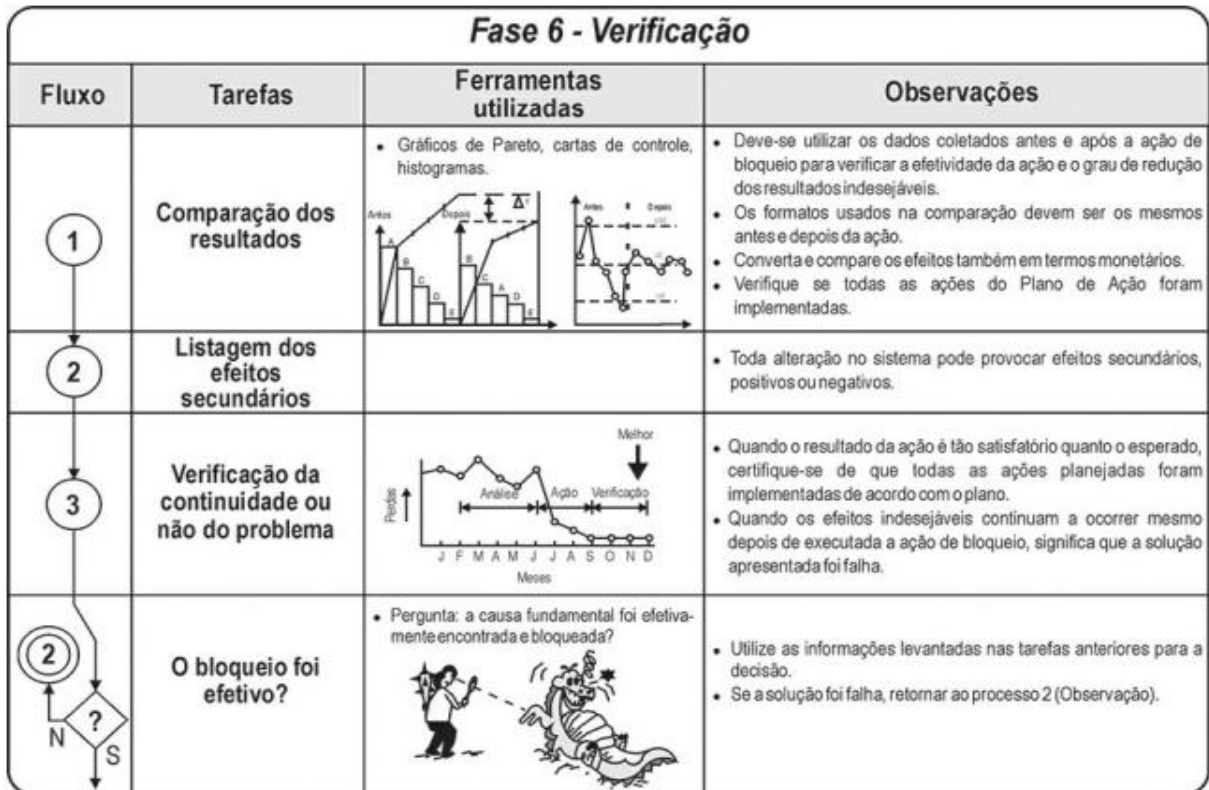 Fase 6 - Verificação
Fluxo
Tarefas
Ferramentas
utilizadas
Observações
1
Comparação dos
resultados
• Gráficos de Pareto, cartas de controle,
histogramas.
Antes
Depois
A
B
C
D
E
B
C
A
D
E
Antes
Depois
• Deve-se utilizar os dados coletados antes e após a ação de
bloqueio para verificar a efetividade da ação e o grau de redução
dos resultados indesejáveis.
• Os formatos usados na comparação devem ser os mesmos
antes e depois da ação.
• Converta e compare os efeitos também em termos monetários.
• Verifique se todas as ações do Plano de Ação foram
implementadas.
2
Listagem dos
efeitos
secundários
• Toda alteração no sistema pode provocar efeitos secundários,
positivos ou negativos.
3
Verificação da
continuidade ou
não do problema
Melhor
Perdas
Análise
Ação
Verificação
J F M A M J J A S O N D
Meses
• Quando o resultado da ação é tão satisfatório quanto o esperado,
certifique-se de que todas as ações planejadas foram
implementadas de acordo com o plano.
• Quando os efeitos indesejáveis continuam a ocorrer mesmo
depois de executada a ação de bloqueio, significa que a solução
apresentada foi falha.
2
?
N
S
O bloqueio foi
efetivo?
• Pergunta: a causa fundamental foi efetiva-
mente encontrada e bloqueada?
• Utilize as informações levantadas nas tarefas anteriores para a
decisão.
• Se a solução foi falha, retornar ao processo 2 (Observação).